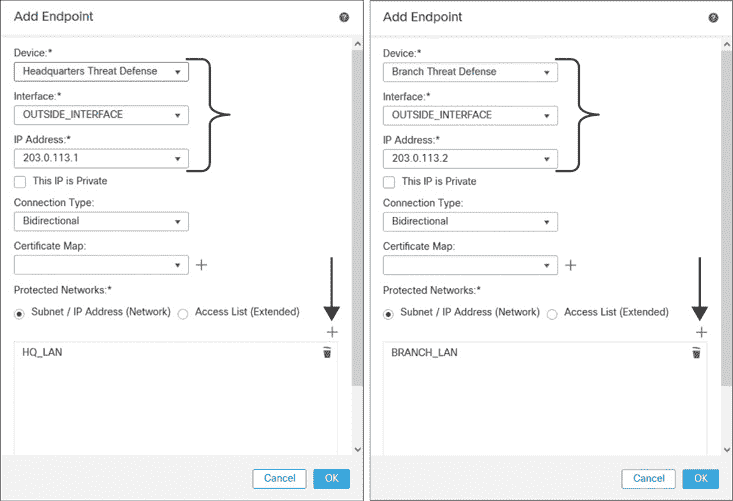 Add Endpoint
?
Device:*
Headquarters Threat Defense
Interface:*
OUTSIDE_INTERFACE
IP Address:*
203.0.113.1
This IP is Private
Connection Type:
Bidirectional
Certificate Map:
+
Protected Networks:*
Subnet / IP Address (Network) Access List (Extended)
+
HQ_LAN
Cancel OK
Add Endpoint
?
Device:*
Branch Threat Defense
Interface:*
OUTSIDE_INTERFACE
IP Address:*
203.0.113.2
This IP is Private
Connection Type:
Bidirectional
Certificate Map:
+
Protected Networks:*
Subnet / IP Address (Network) Access List (Extended)
+
BRANCH_LAN
Cancel OK